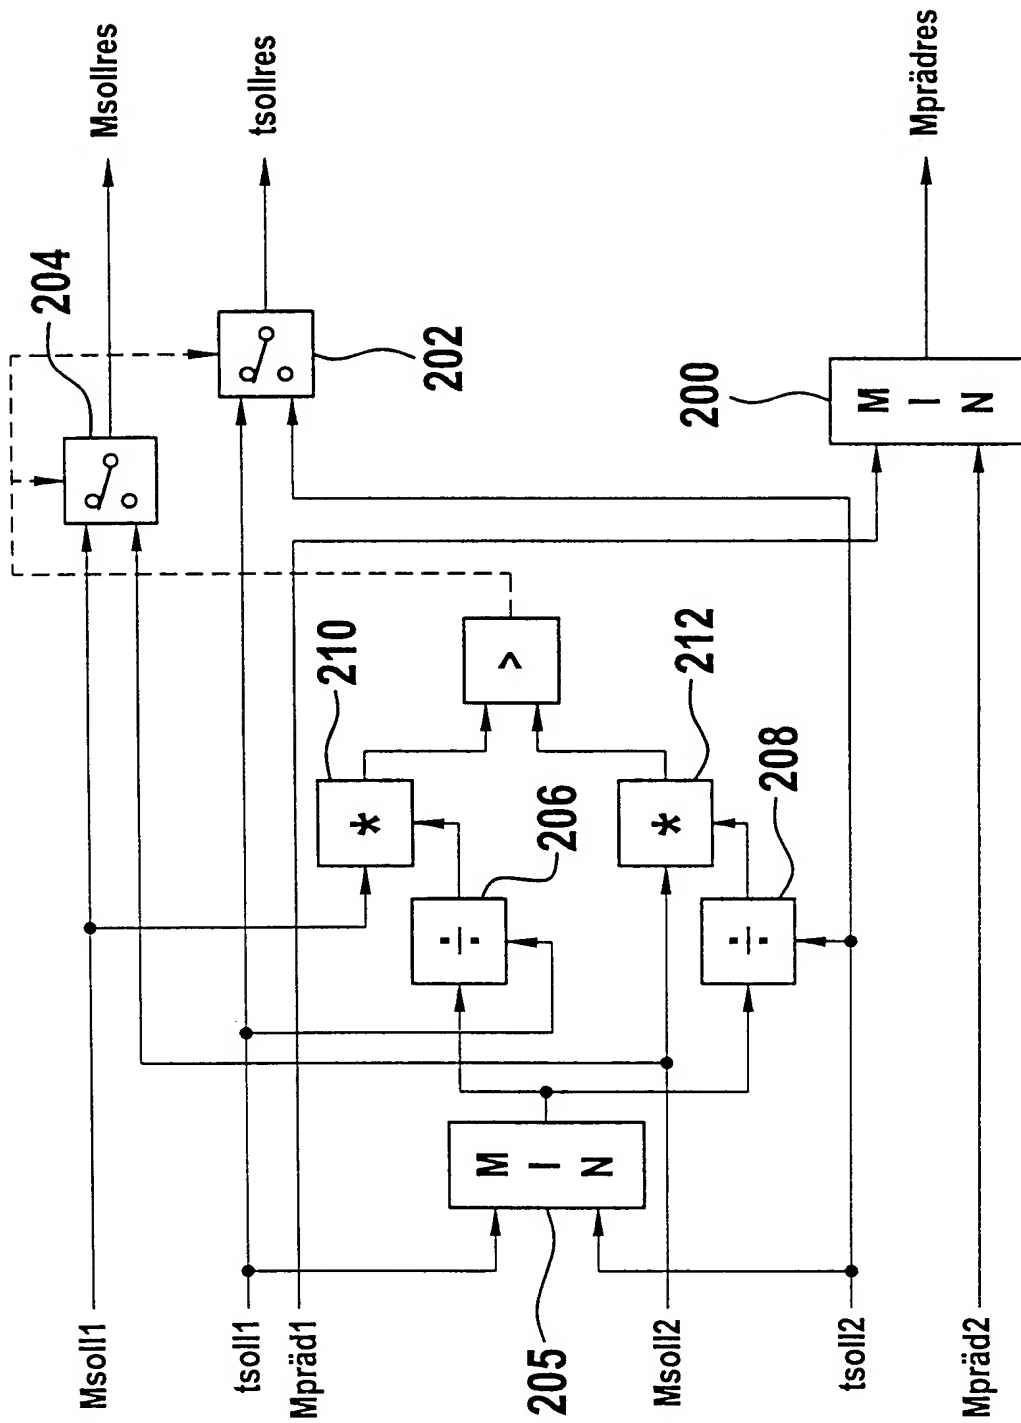 Msoll1
Msollres
204
tsoll1
tsollres
Mpräd1
210
202
*
206
÷
MIN
>
205
Msoll2
*
212
÷
208
200
tsoll2
MIN
Mpräd2
Mprädres